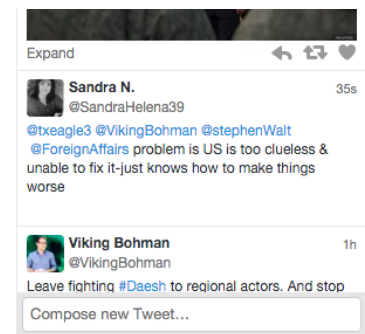 Expand
Sandra N.
35s
@SandraHelena39
@txeagle3 @VikingBohman @stephenWalt
@ForeignAffairs problem is US is too clueless &
unable to fix it-just knows how to make things
worse
Viking Bohman
1h
@VikingBohman
Leave fighting #Daesh to regional actors. And stop
Compose new Tweet...